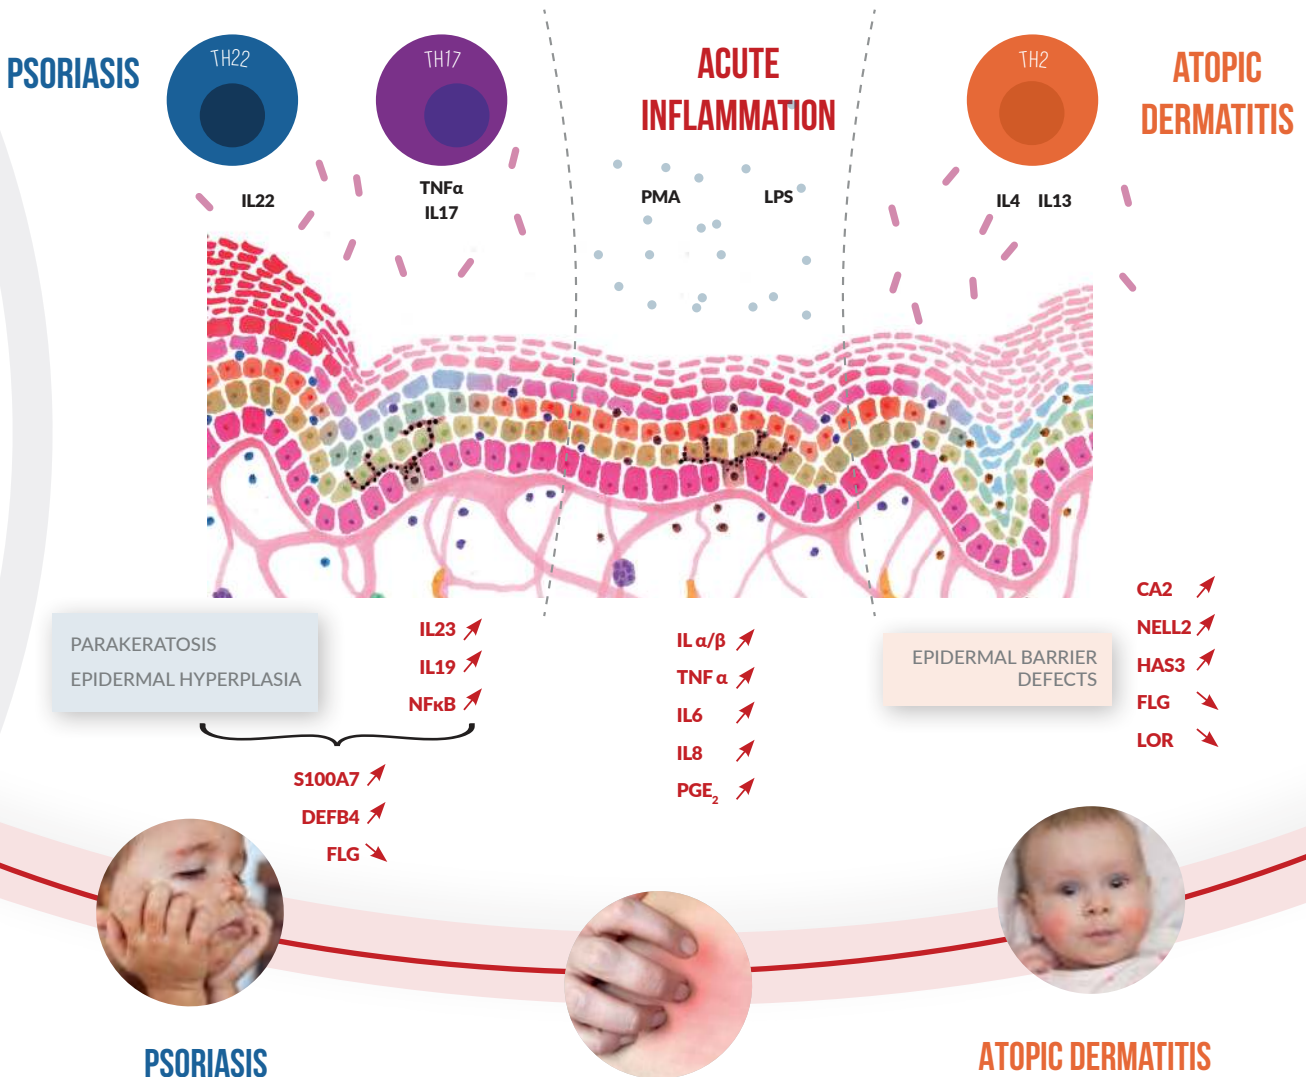 PSORIASIS
TH22
TH17
IL22
TNFα
IL17
ACUTE
INFLAMMATION
PMA
LPS
TH2
IL4
IL13
ATOPIC
DERMATITIS
PARAKERATOSIS
EPIDERMAL HYPERPLASIA
IL23
IL19
NFκB
S100A7
DEFB4
FLG
IL α/β
TNF α
IL6
IL8
PGE₂
EPIDERMAL BARRIER
DEFECTS
CA2
NELL2
HAS3
FLG
LOR
PSORIASIS
ATOPIC DERMATITIS